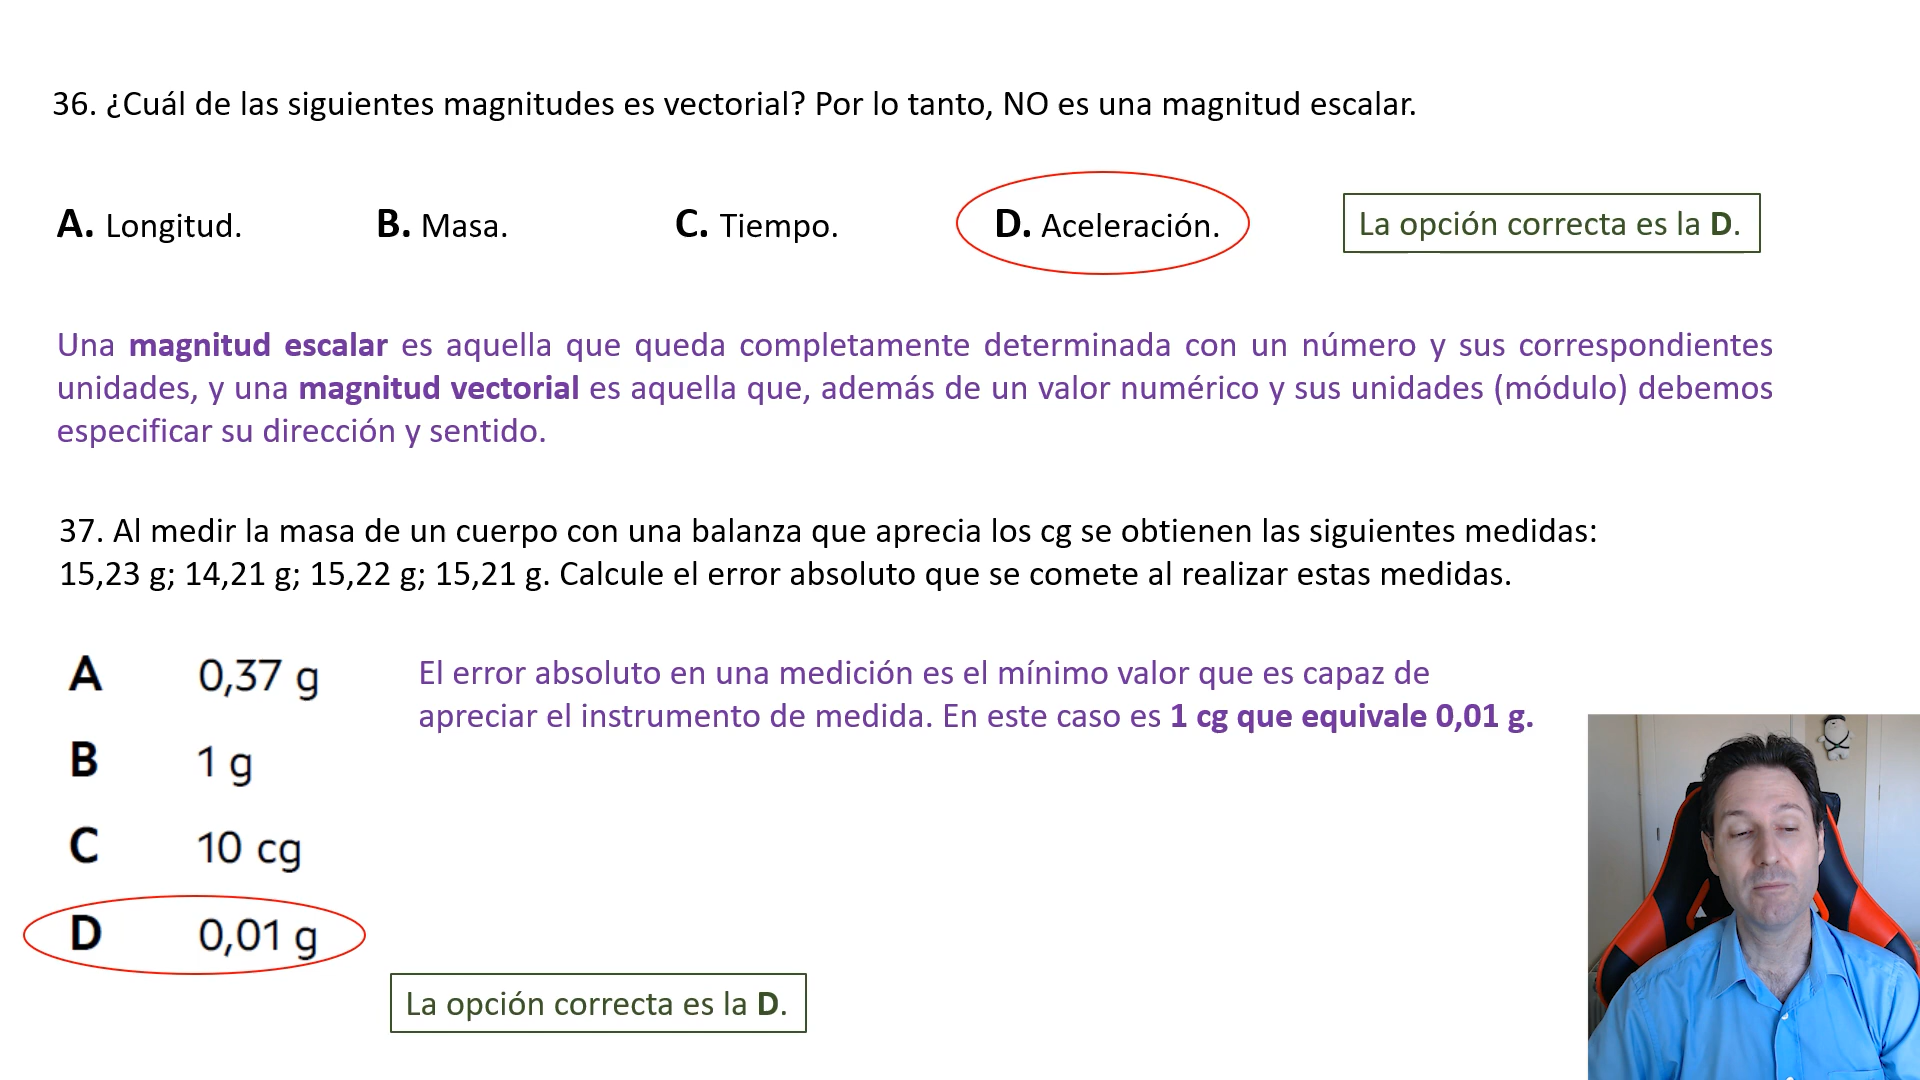 36. ¿Cuál de las siguientes magnitudes es vectorial? Por lo tanto, NO es una magnitud escalar.
A. Longitud. B. Masa. C. Tiempo. D. Aceleración. La opción correcta es la D.
Una magnitud escalar es aquella que queda completamente determinada con un número y sus correspondientes
unidades, y una magnitud vectorial es aquella que, además de un valor numérico y sus unidades (módulo) debemos
especificar su dirección y sentido.
37. Al medir la masa de un cuerpo con una balanza que aprecia los cg se obtienen las siguientes medidas:
15,23 g; 14,21 g; 15,22 g; 15,21 g. Calcule el error absoluto que se comete al realizar estas medidas.
A 0,37 g
B 1 g
C 10 cg
D 0,01 g
El error absoluto en una medición es el mínimo valor que es capaz de
apreciar el instrumento de medida. En este caso es 1 cg que equivale 0,01 g.
La opción correcta es la D.